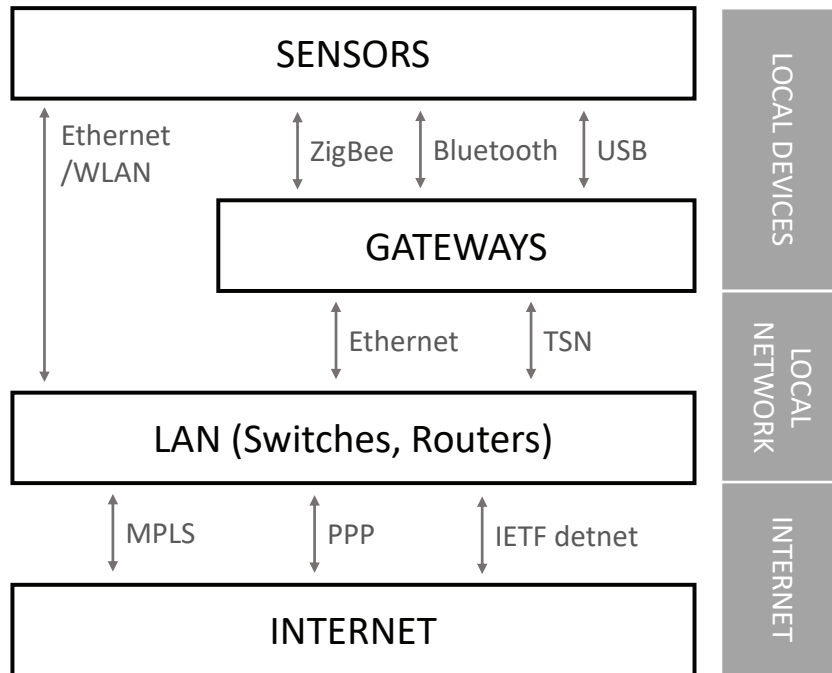 SENSORS
Ethernet
/WLAN
ZigBee
Bluetooth
USB
GATEWAYS
Ethernet
TSN
LAN (Switches, Routers)
MPLS
PPP
IETF detnet
INTERNET
LOCAL DEVICES
LOCAL
NETWORK
INTERNET